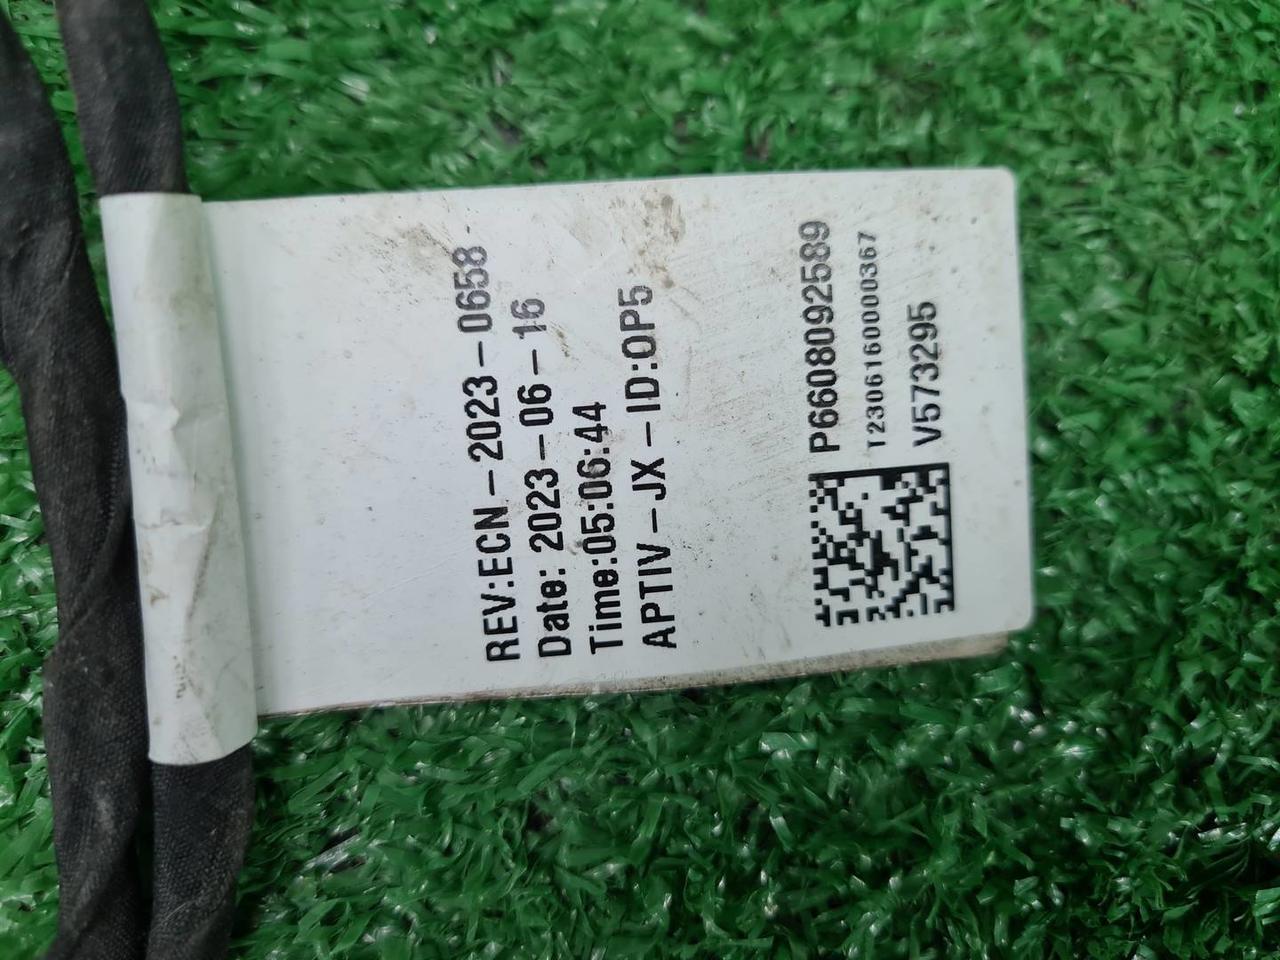 REV:ECN-2023-0658
Date: 2023-06-16
Time:05:06:44
APTIV-JX-ID:OP5
P6608092589
T2306160000367
V573295